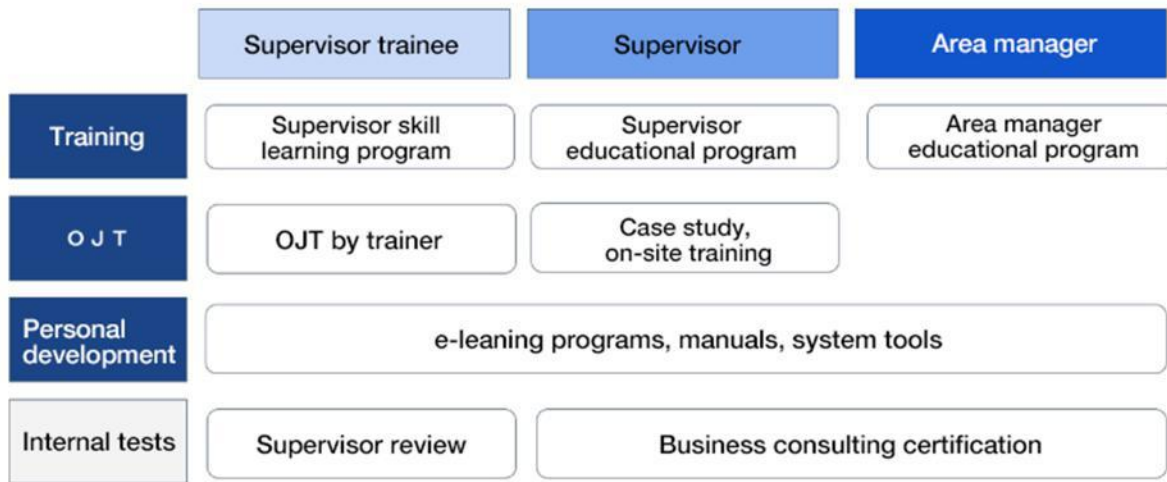 Supervisor trainee
Supervisor
Area manager
Training
Supervisor skill
learning program
Supervisor
educational program
Area manager
educational program
OJT
OJT by trainer
Case study,
on-site training
Personal
development
e-leaning programs, manuals, system tools
Internal tests
Supervisor review
Business consulting certification